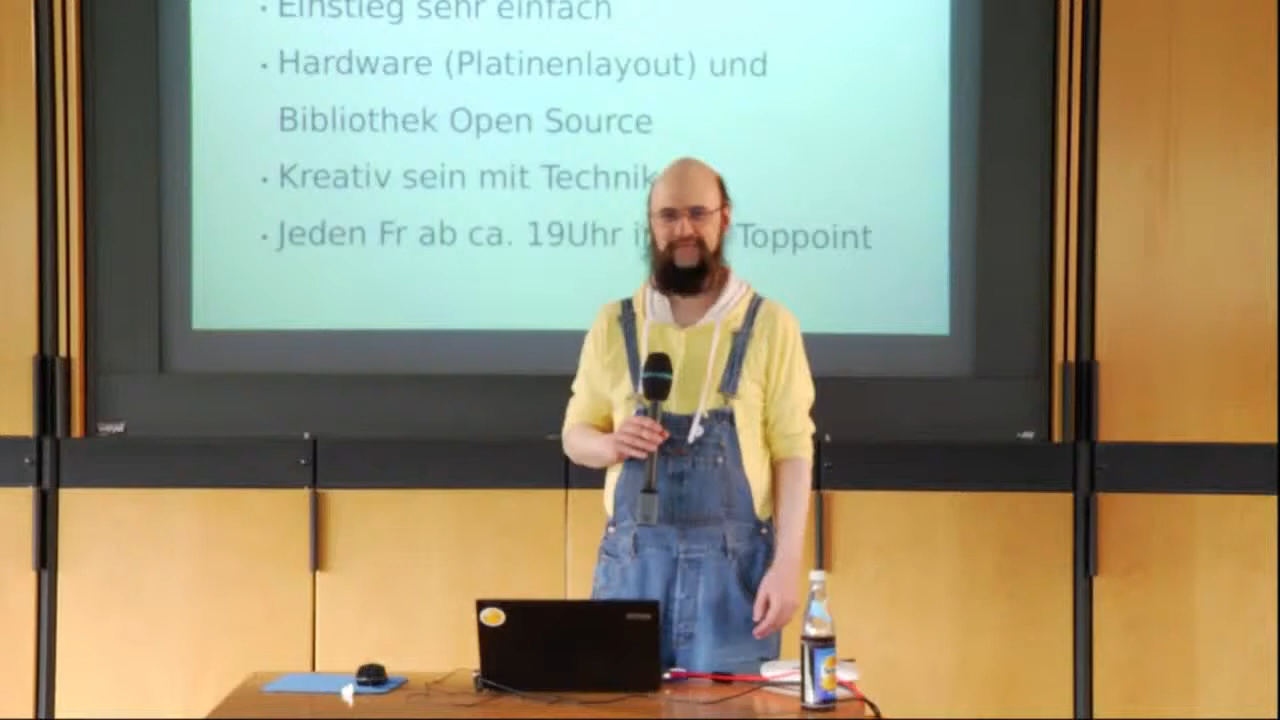 · Einstieg sehr einfach
· Hardware (Platinenlayout) und
Bibliothek Open Source
· Kreativ sein mit Technik
· Jeden Fr ab ca. 19Uhr Toppoint